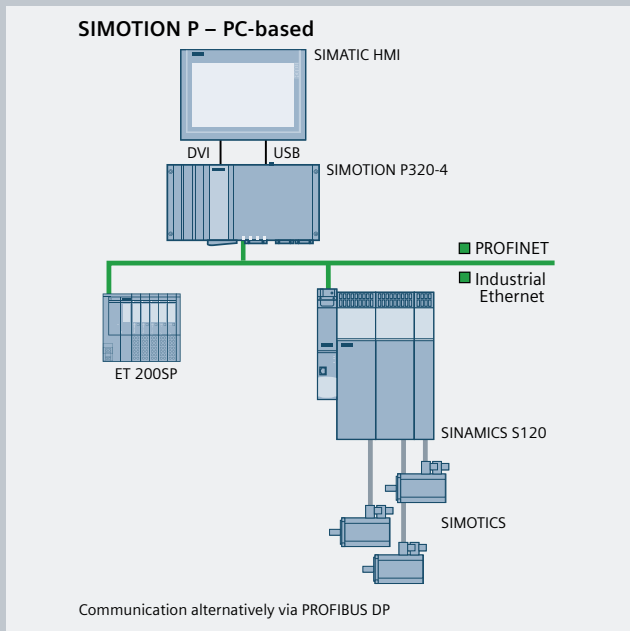 SIMOTION P – PC-based
SIMATIC HMI
DVI
USB
SIMOTION P320-4
PROFINET
Industrial
Ethernet
ET 200SP
SINAMICS S120
SIMOTICS
Communication alternatively via PROFIBUS DP